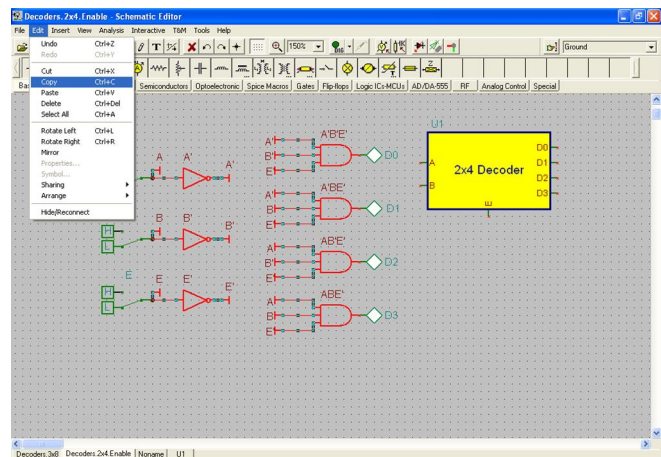 Decoders.2x4.Enable - Schematic Editor
File Edit Insert View Analysis Interactive T&M Tools Help
150%
Ground
Undo Ctrl+Z
Redo Ctrl+Y
Cut Ctrl+X
Copy Ctrl+C
Paste Ctrl+V
Delete Ctrl+Del
Select All Ctrl+A
Rotate Left Ctrl+L
Rotate Right Ctrl+R
Mirror
Properties...
Symbol...
Sharing
Arrange
Hide/Reconnect
Semiconductors Optoelectronic Spice Macros Gates Flip-flops Logic ICs-MCUs AD/DA-555 RF Analog Control Special
A A' A'
B B' B'
H
L
E E E' E'
H
L
A' A'B'E'
B' D0
E'
A' A'BE'
B D1
E'
A AB'E'
B' D2
E'
A ABE'
B D3
E'
U1
2x4 Decoder
A
B
D0
D1
D2
D3
E
Decoders.3x8 Decoders.2x4.Enable Noname U1